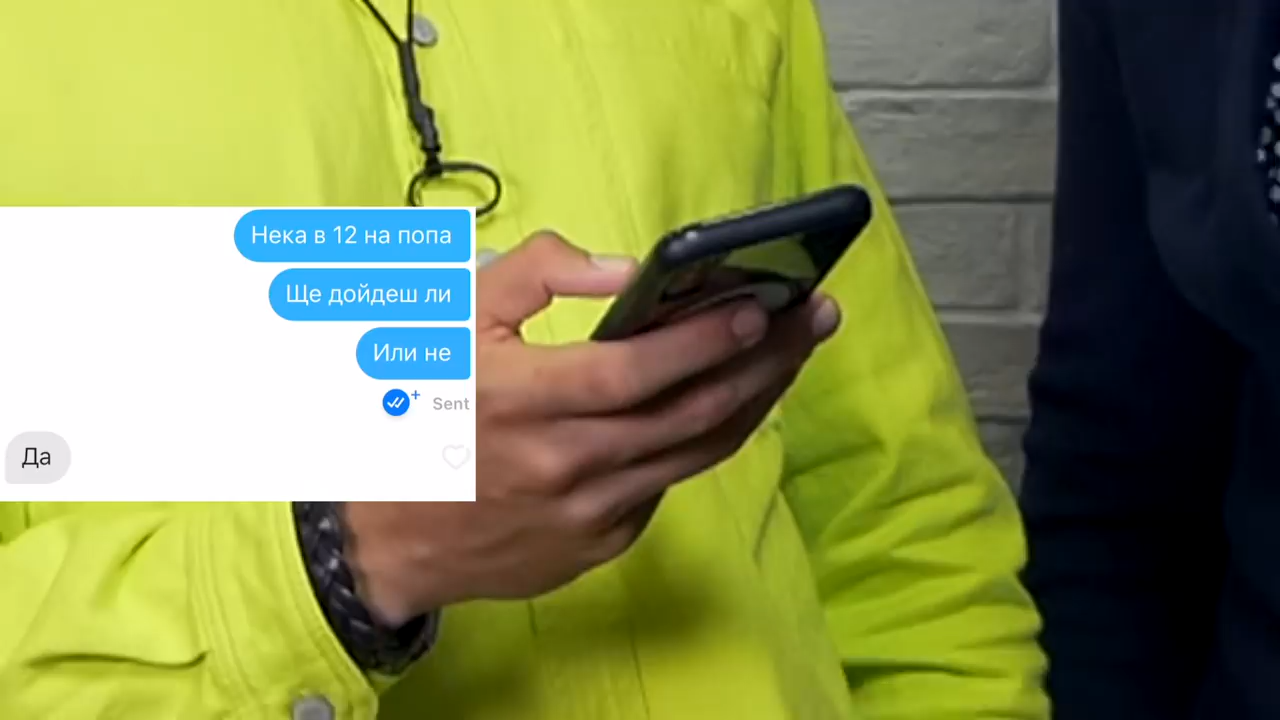 Нека в 12 на попа
Ще дойдеш ли
Или не
Sent
Да